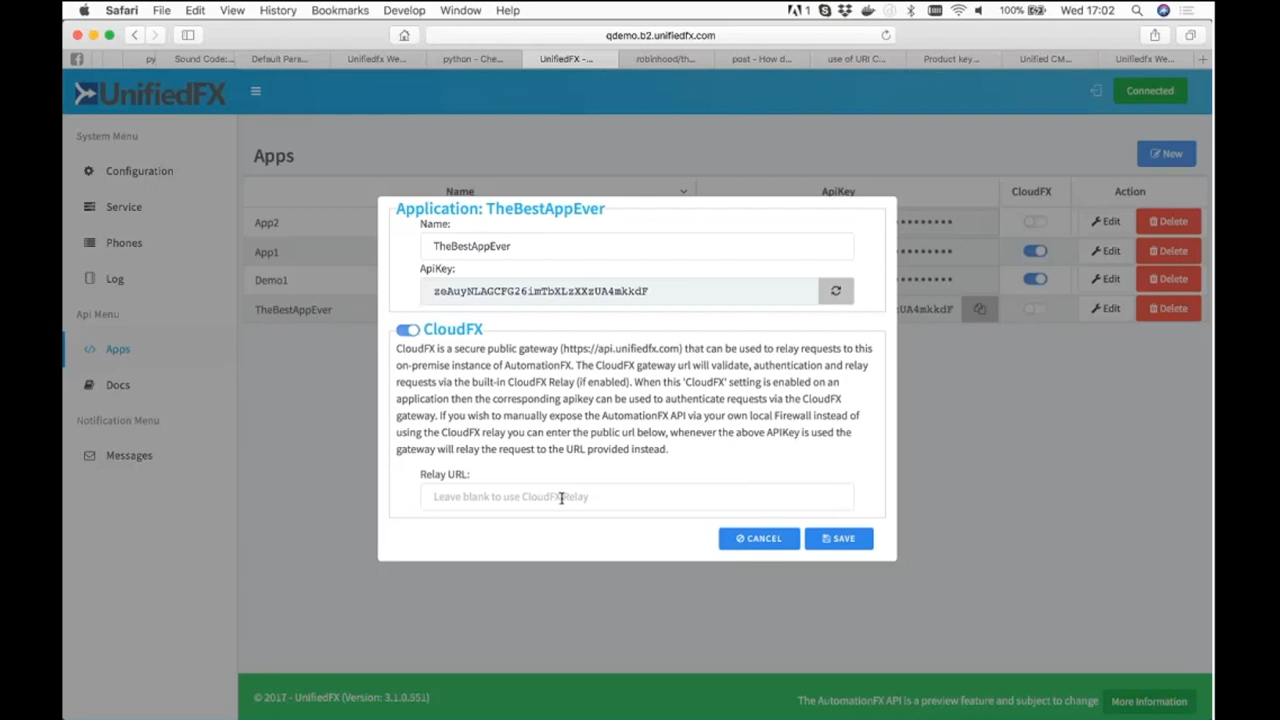 Safari File Edit View History Bookmarks Develop Window Help
1 100% Wed 17:02
qdemo.b2.unifiedfx.com
py Sound Code:... Default Para... Unifiedfx We... python - Che... UnifiedFX -... robinhood/th... post - How d... use of URI C... Product key... Unified CM... Unifiedfx We...
UnifiedFX
Connected
System Menu
Configuration
Service
Phones
Log
Api Menu
Apps
Docs
Notification Menu
Messages
Apps
New
Name ApiKey CloudFX Action
App2 Edit Delete
App1 Edit Delete
Demo1 Edit Delete
TheBestAppEver UA4mkkdF Edit Delete
Application: TheBestAppEver
Name:
TheBestAppEver
ApiKey:
zeAuyNLAGCFG26imTbXLzXXzUA4mkkdF
CloudFX
CloudFX is a secure public gateway (https://api.unifiedfx.com) that can be used to relay requests to this
on-premise instance of AutomationFX. The CloudFX gateway url will validate, authentication and relay
requests via the built-in CloudFX Relay (if enabled). When this 'CloudFX' setting is enabled on an
application then the corresponding apikey can be used to authenticate requests via the CloudFX
gateway. If you wish to manually expose the AutomationFX API via your own local Firewall instead of
using the CloudFX relay you can enter the public url below, whenever the above APIKey is used the
gateway will relay the request to the URL provided instead.
Relay URL:
Leave blank to use CloudFX Relay
CANCEL SAVE
© 2017 - UnifiedFX (Version: 3.1.0.551)
The AutomationFX API is a preview feature and subject to change More Information